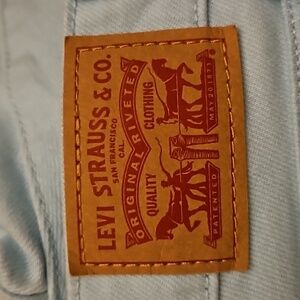 LEVI STRAUSS & CO.
SAN FRANCISCO
CAL.
ORIGINAL RIVETED
QUALITY CLOTHING
PATENTED MAY 20 1873